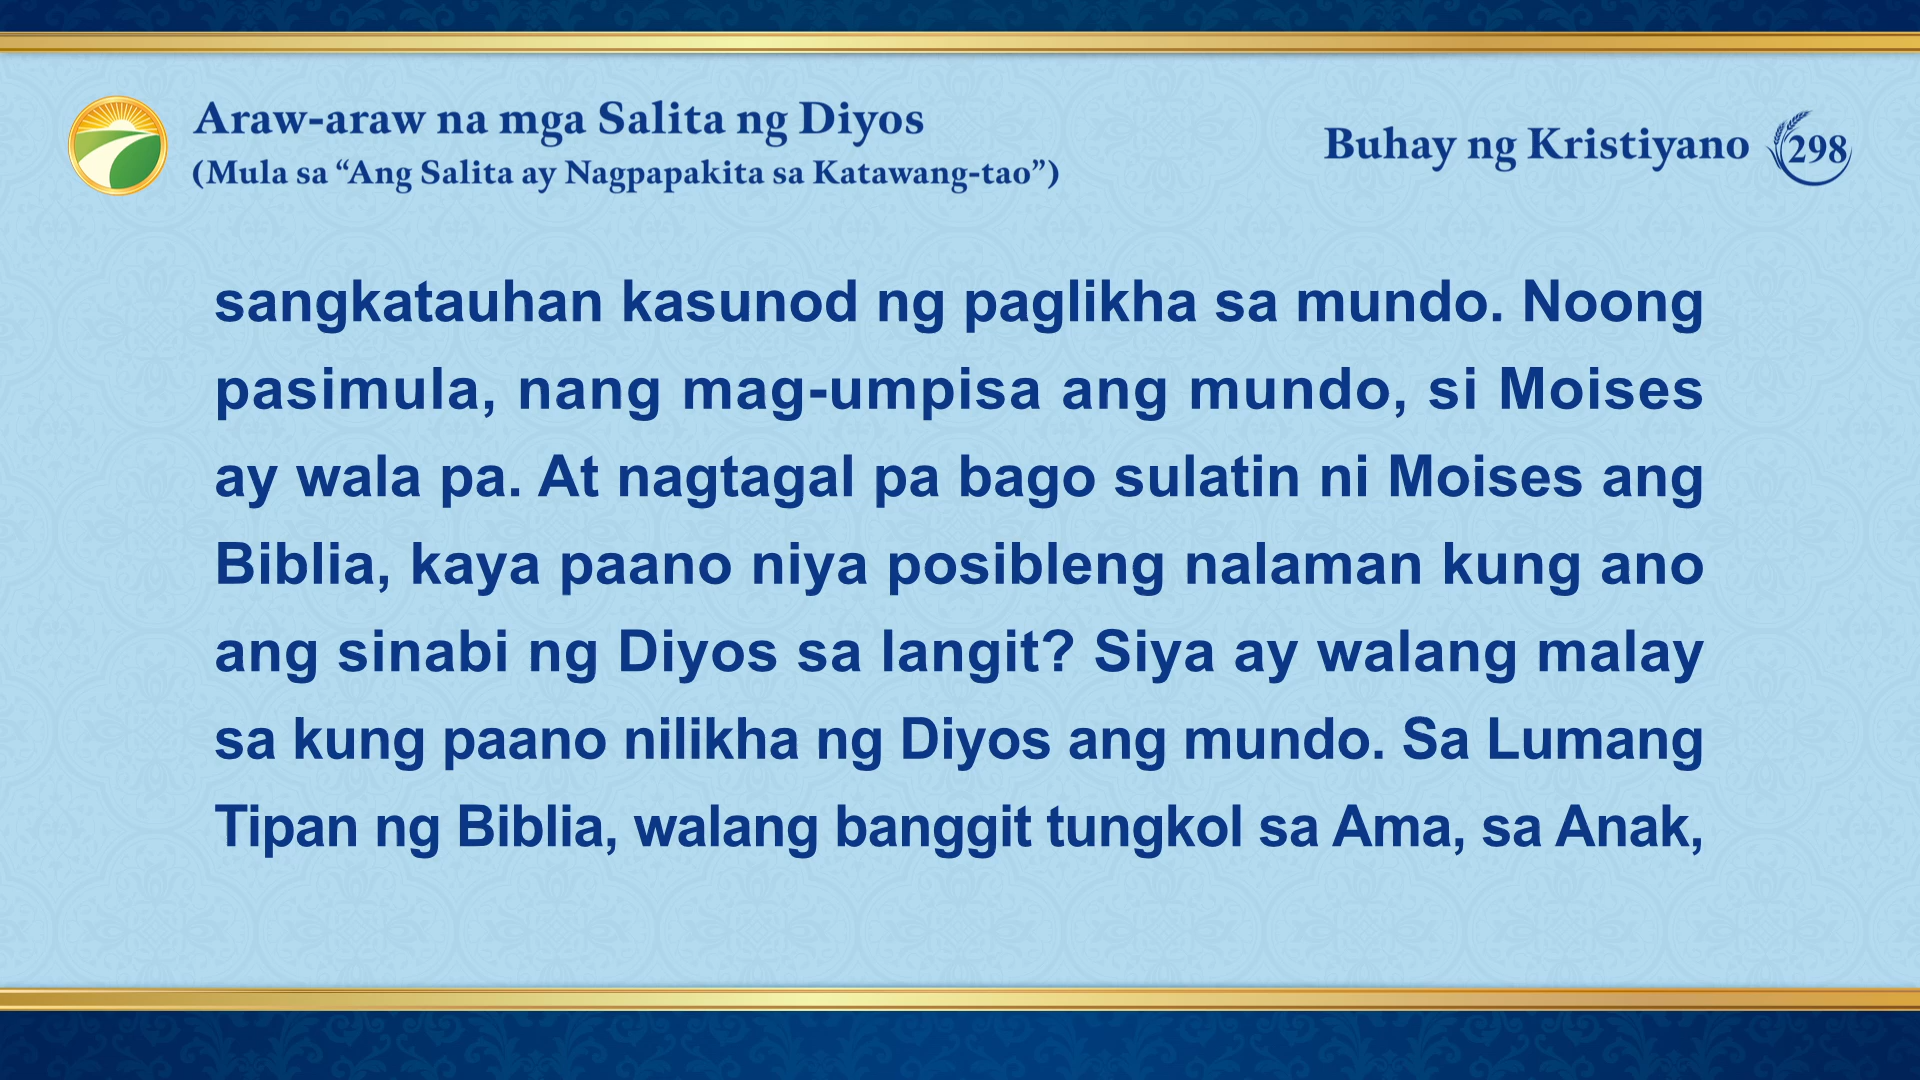 Araw-araw na mga Salita ng Diyos
(Mula sa “Ang Salita ay Nagpapakita sa Katawang-tao”)
Buhay ng Kristiyano 298
sangkatauhan kasunod ng paglikha sa mundo. Noong
pasimula, nang mag-umpisa ang mundo, si Moises
ay wala pa. At nagtagal pa bago sulatin ni Moises ang
Biblia, kaya paano niya posibleng nalaman kung ano
ang sinabi ng Diyos sa langit? Siya ay walang malay
sa kung paano nilikha ng Diyos ang mundo. Sa Lumang
Tipan ng Biblia, walang banggit tungkol sa Ama, sa Anak,